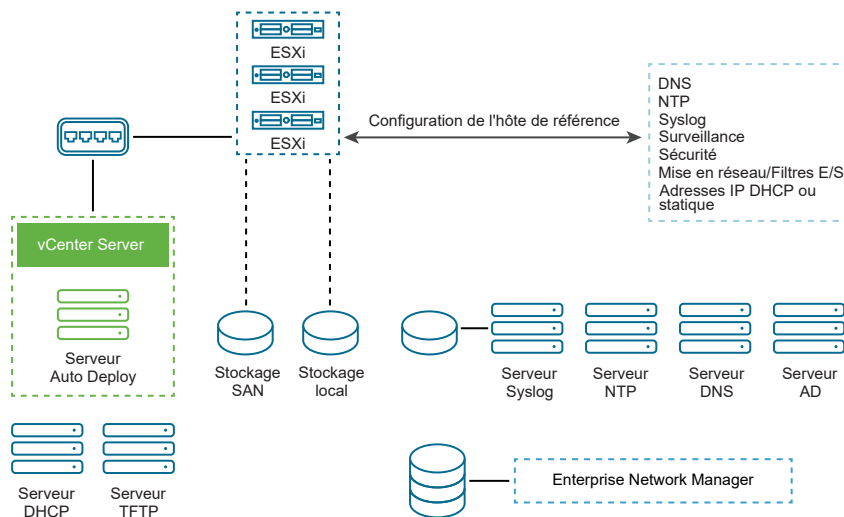 ESXi
ESXi
ESXi
Configuration de l'hôte de référence
DNS
NTP
Syslog
Surveillance
Sécurité
Mise en réseau/Filtres E/S
Adresses IP DHCP ou
statique
vCenter Server
Serveur
Auto Deploy
Stockage
SAN
Stockage
local
Serveur
Syslog
Serveur
NTP
Serveur
DNS
Serveur
AD
Serveur
DHCP
Serveur
TFTP
Enterprise Network Manager